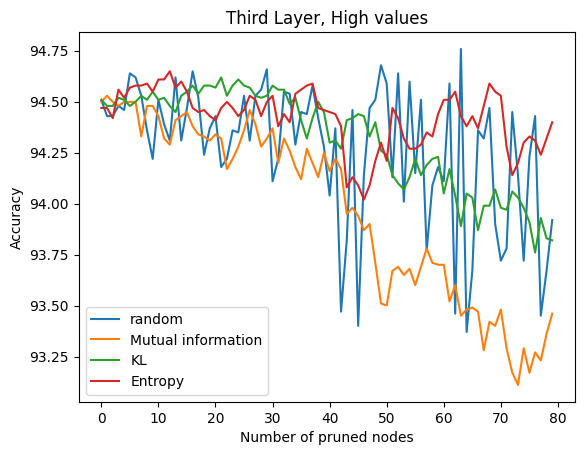 Third Layer, High values
Accuracy
94.75
94.50
94.25
94.00
93.75
93.50
93.25
random
Mutual information
KL
Entropy
0 10 20 30 40 50 60 70 80
Number of pruned nodes